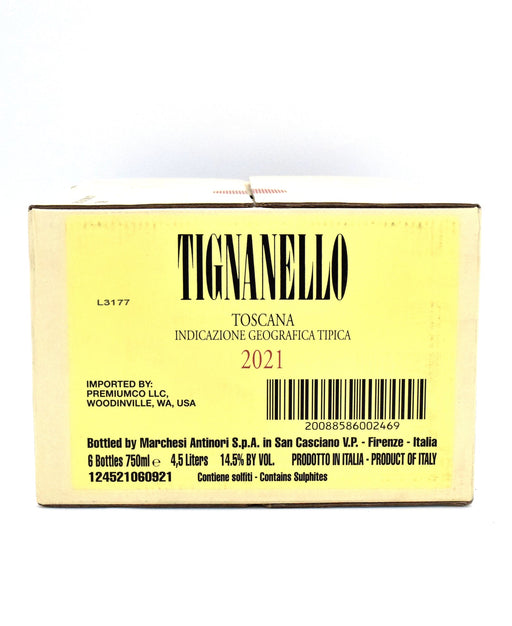 TIGNANELLO
L3177
TOSCANA
INDICAZIONE GEOGRAFICA TIPICA
2021
IMPORTED BY:
PREMIUMCO LLC,
WOODINVILLE, WA, USA
20088586002469
Bottled by Marchesi Antinori S.p.A. in San Casciano V.P. - Firenze - Italia
6 Bottles 750ml ℮ 4,5 Liters 14.5% BY VOL. PRODOTTO IN ITALIA - PRODUCT OF ITALY
124521060921 Contiene solfiti - Contains Sulphites